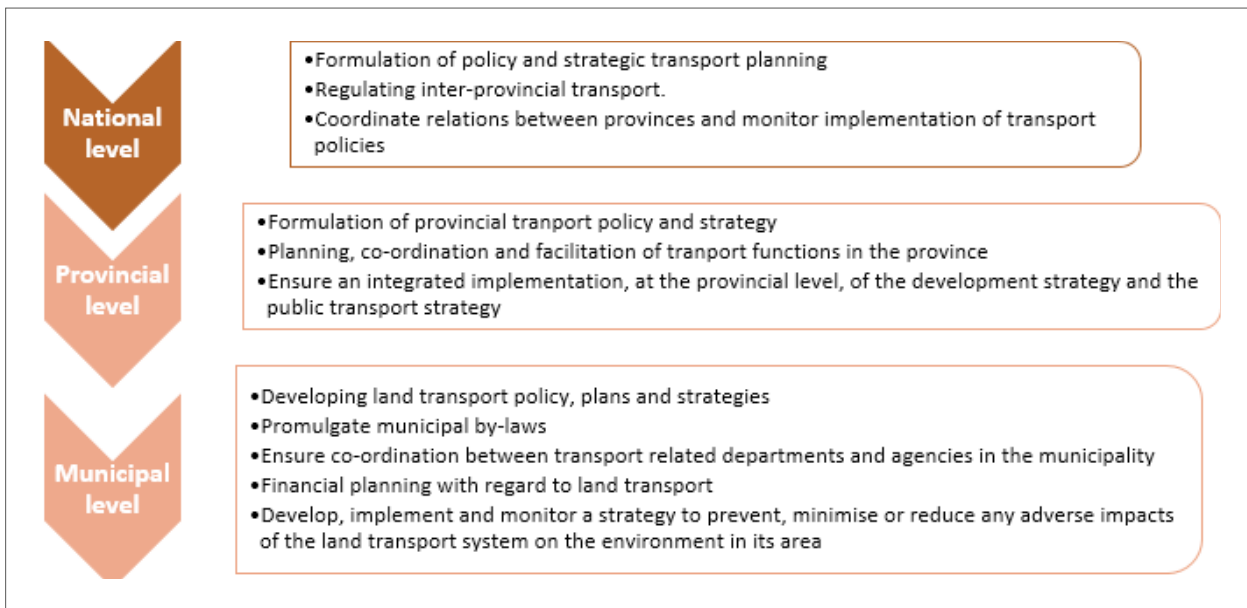 National
level
•Formulation of policy and strategic transport planning
•Regulating inter-provincial transport.
•Coordinate relations between provinces and monitor implementation of transport
policies
Provincial
level
•Formulation of provincial tranport policy and strategy
•Planning, co-ordination and facilitation of tranport functions in the province
•Ensure an integrated implementation, at the provincial level, of the development strategy and the
public transport strategy
Municipal
level
•Developing land transport policy, plans and strategies
•Promulgate municipal by-laws
•Ensure co-ordination between transport related departments and agencies in the municipality
•Financial planning with regard to land transport
•Develop, implement and monitor a strategy to prevent, minimise or reduce any adverse impacts
of the land transport system on the environment in its area